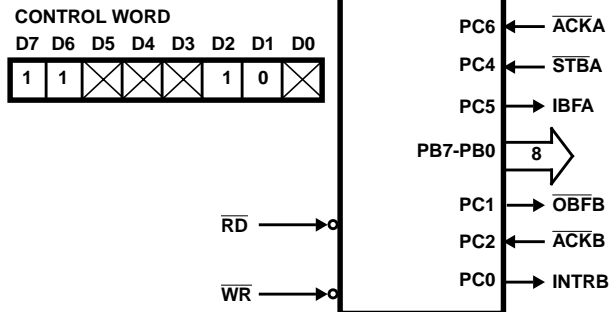 CONTROL WORD
D7 D6 D5 D4 D3 D2 D1 D0
1 1 1 0
PC6 ACKA
PC4 STBA
PC5 IBFA
PB7-PB0 8
PC1 OBFB
RD
PC2 ACKB
PC0 INTRB
WR